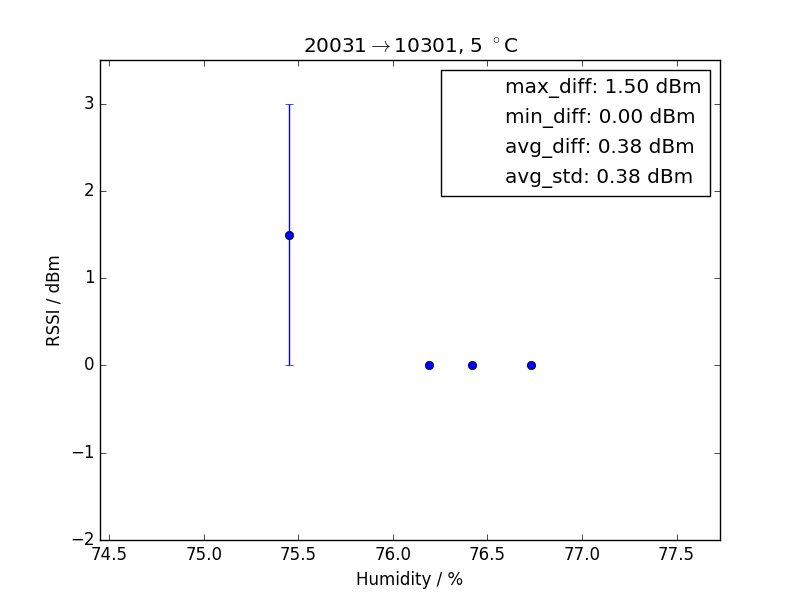 20031→10301, 5 °C
max_diff: 1.50 dBm
min_diff: 0.00 dBm
avg_diff: 0.38 dBm
avg_std: 0.38 dBm
RSSI / dBm
3
2
1
0
−1
−2
74.5 75.0 75.5 76.0 76.5 77.0 77.5
Humidity / %